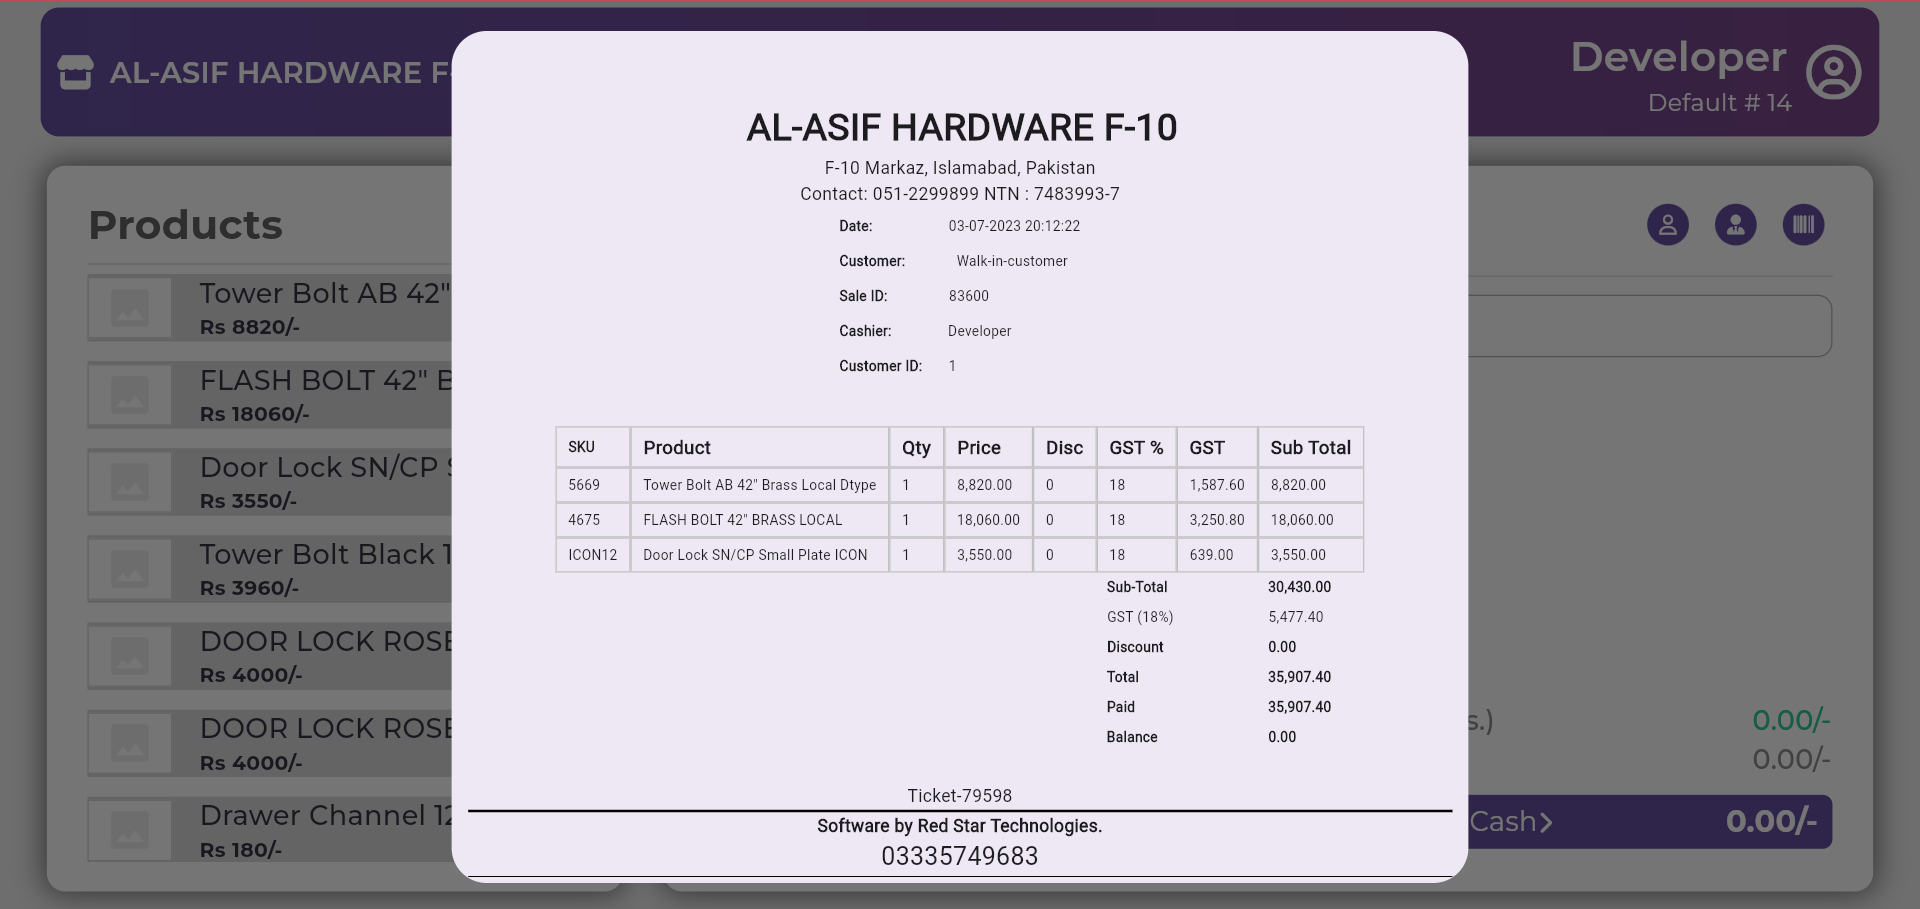 AL-ASIF HARDWARE F-
Developer
Default # 14
Products
Tower Bolt AB 42"
Rs 8820/-
FLASH BOLT 42" B
Rs 18060/-
Door Lock SN/CP
Rs 3550/-
Tower Bolt Black 1
Rs 3960/-
DOOR LOCK ROSE
Rs 4000/-
DOOR LOCK ROSE
Rs 4000/-
Drawer Channel 12
Rs 180/-
AL-ASIF HARDWARE F-10
F-10 Markaz, Islamabad, Pakistan
Contact: 051-2299899 NTN : 7483993-7
Date: 03-07-2023 20:12:22
Customer: Walk-in-customer
Sale ID: 83600
Cashier: Developer
Customer ID: 1
SKU Product Qty Price Disc GST % GST Sub Total
5669 Tower Bolt AB 42" Brass Local Dtype 1 8,820.00 0 18 1,587.60 8,820.00
4675 FLASH BOLT 42" BRASS LOCAL 1 18,060.00 0 18 3,250.80 18,060.00
ICON12 Door Lock SN/CP Small Plate ICON 1 3,550.00 0 18 639.00 3,550.00
Sub-Total 30,430.00
GST (18%) 5,477.40
Discount 0.00
Total 35,907.40
Paid 35,907.40
Balance 0.00
Ticket-79598
Software by Red Star Technologies.
03335749683
s.) 0.00/-
0.00/-
Cash 0.00/-